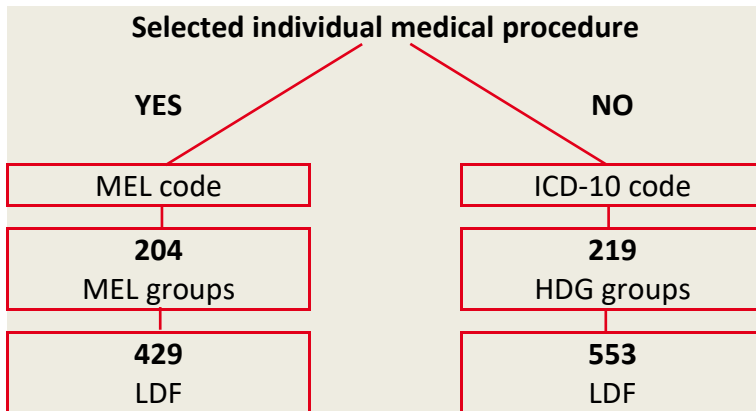 Selected individual medical procedure
YES
NO
MEL code
ICD-10 code
204
MEL groups
219
HDG groups
429
LDF
553
LDF